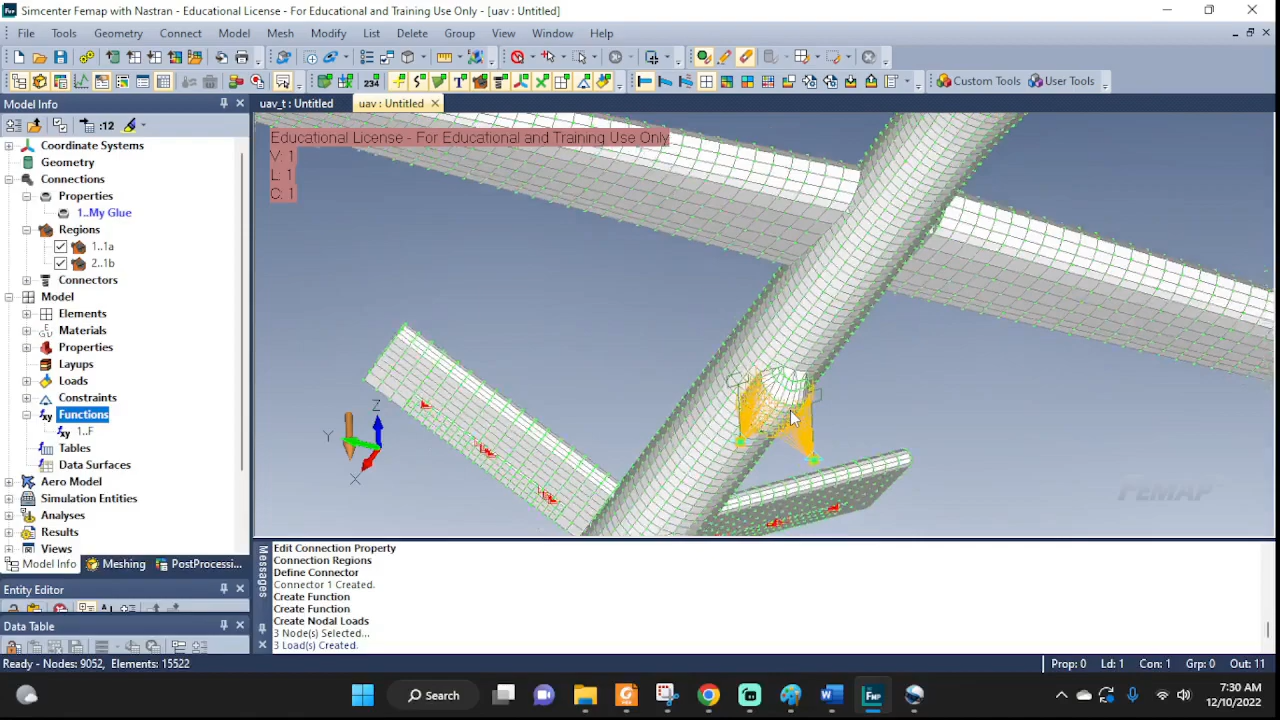 Simcenter Femap with Nastran - Educational License - For Educational and Training Use Only - [uav : Untitled]
File Tools Geometry Connect Model Mesh Modify List Delete Group View Window Help
234 Custom Tools User Tools
Model Info
uav_t : Untitled
uav : Untitled
:12
Educational License - For Educational and Training Use Only
V: 1
L: 1
C: 1
Coordinate Systems
Geometry
Connections
Properties
1..My Glue
Regions
1..1a
2..1b
Connectors
Model
Elements
Materials
Properties
Layups
Loads
Constraints
Functions
1..F
Tables
Data Surfaces
Aero Model
Simulation Entities
Analyses
Results
Views
Z
Y
X
FEMAP
Model Info
Meshing
PostProcessi...
Entity Editor
Data Table
Messages
Edit Connection Property
Connection Regions
Define Connector
Connector 1 Created.
Create Function
Create Function
Create Nodal Loads
3 Node(s) Selected...
3 Load(s) Created.
Ready - Nodes: 9052, Elements: 15522
Prop: 0 Ld: 1 Con: 1 Grp: 0 Out: 11
Search
7:30 AM
12/10/2022